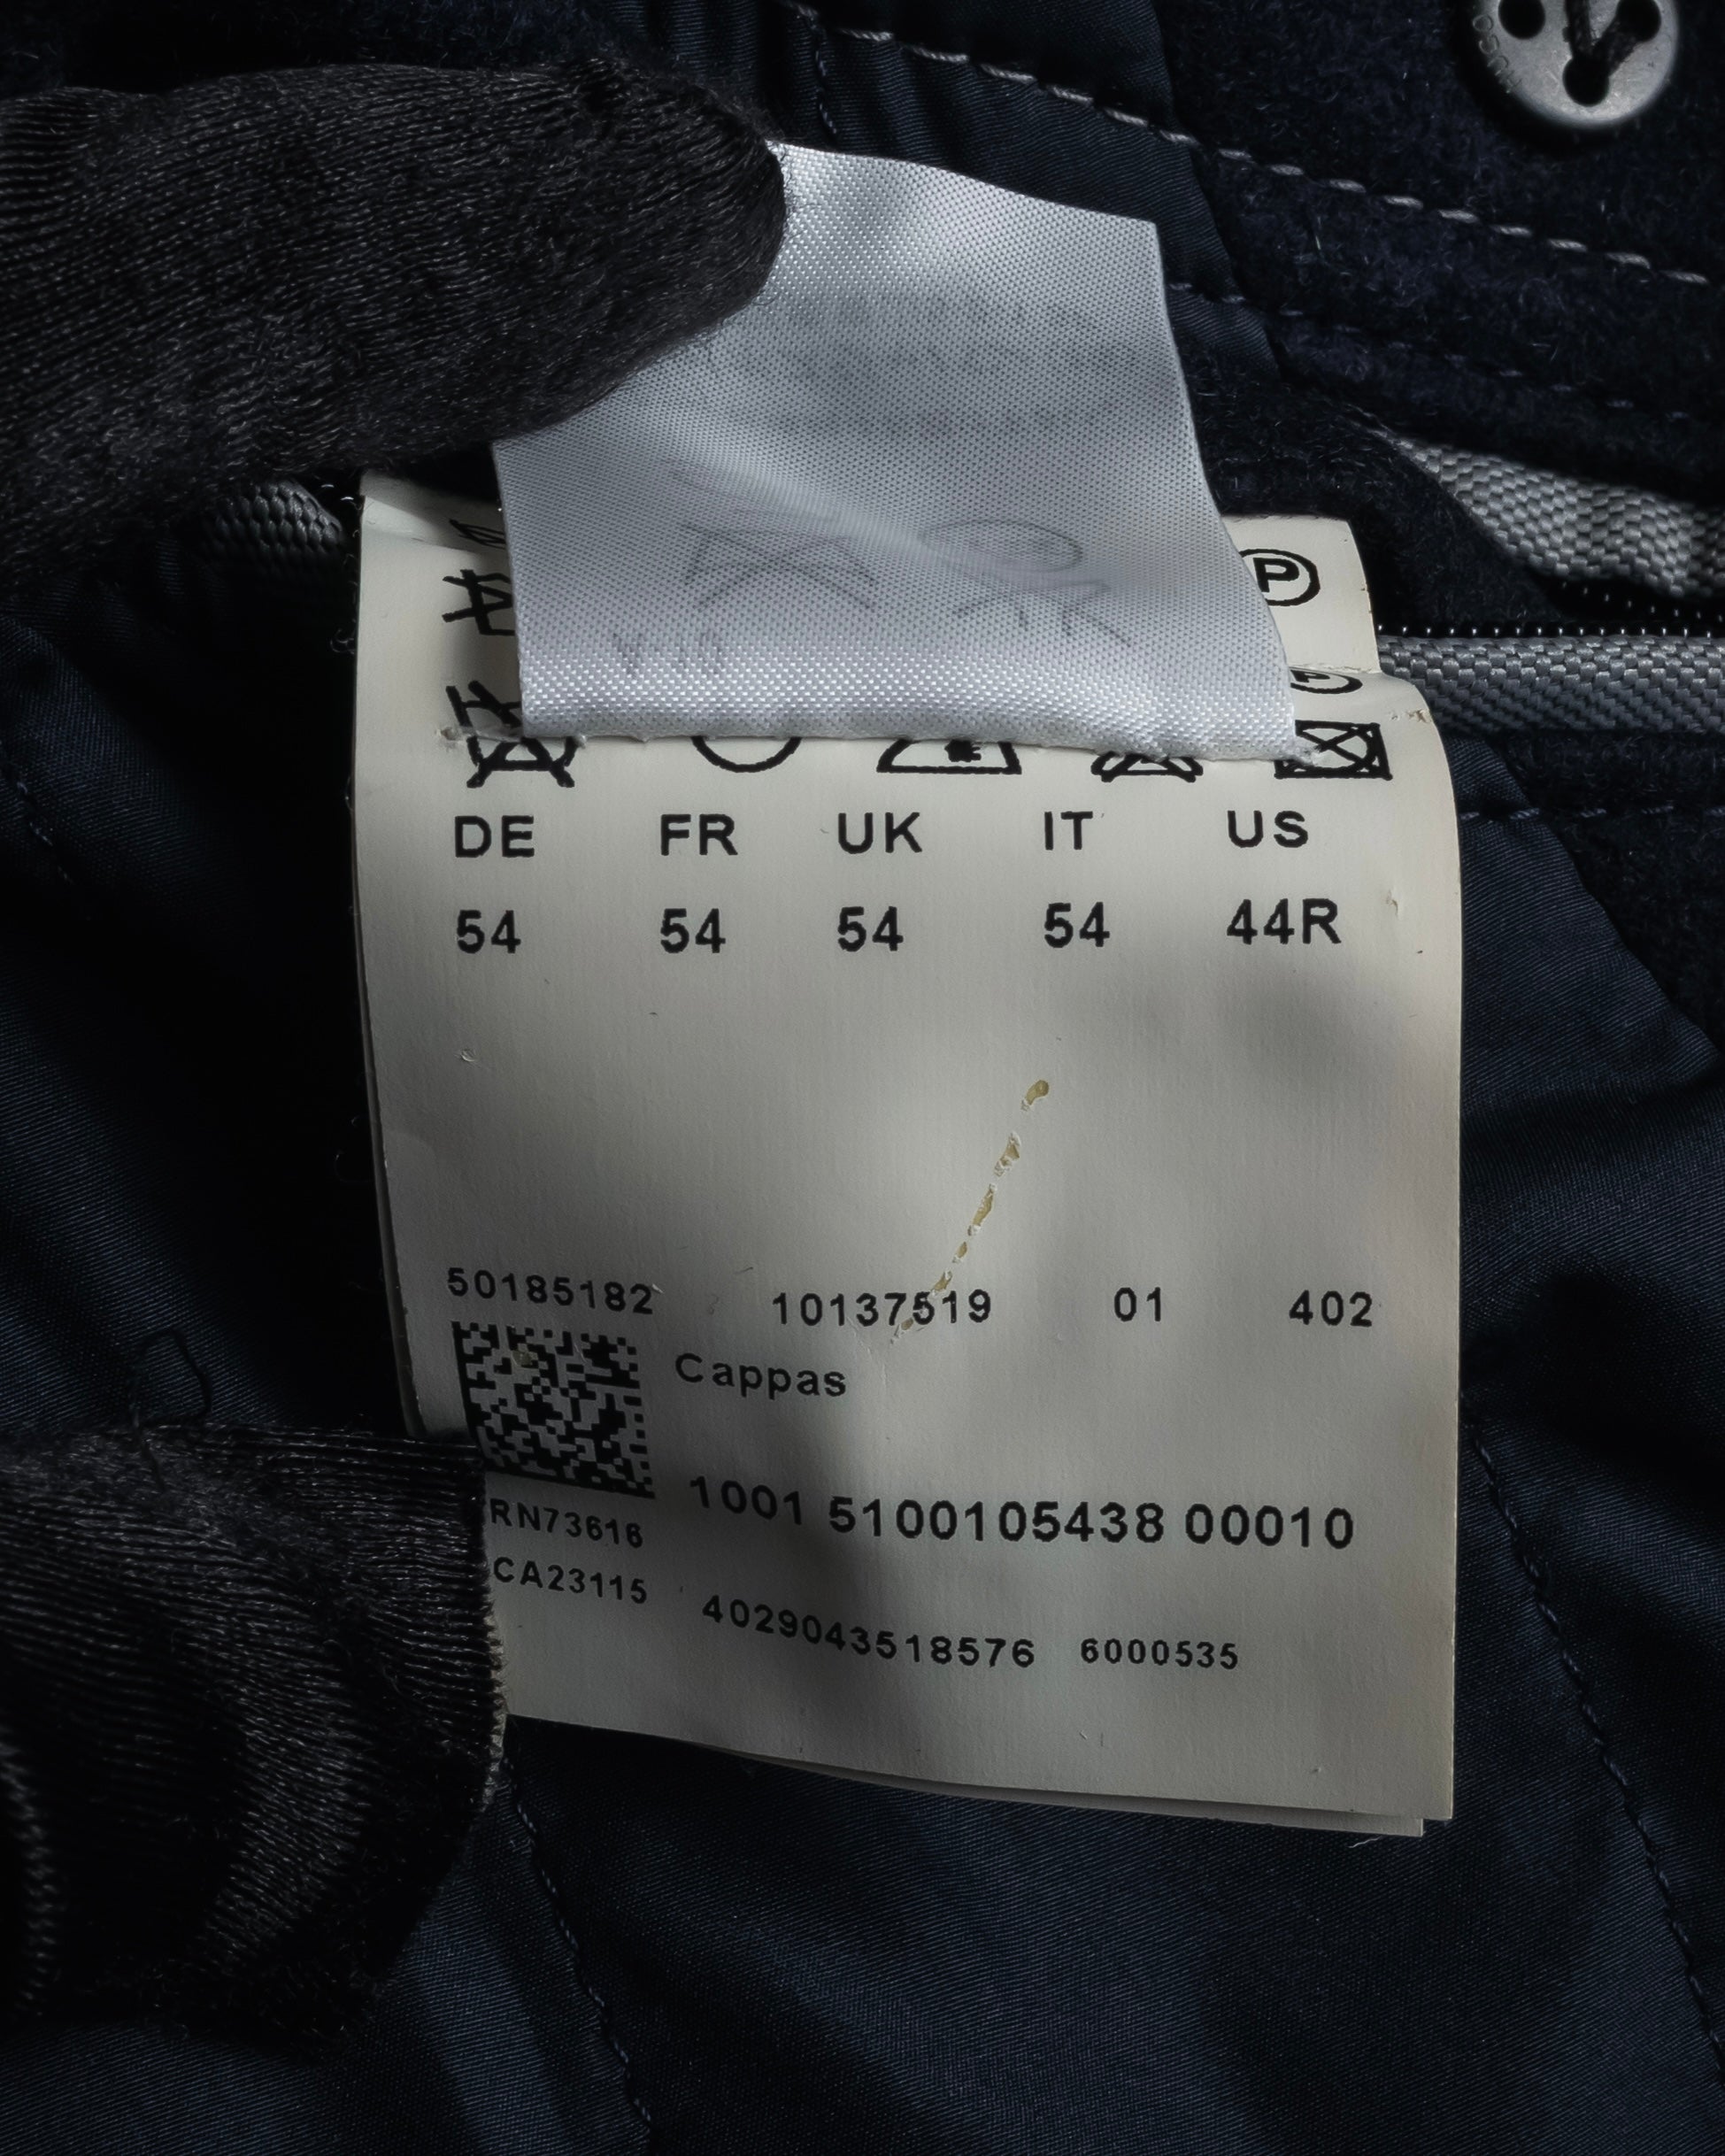 P
P
DE FR UK IT US
54 54 54 54 44R
50185182 10137519 01 402
Cappas
1001 5100105438 00010
RN73616
CA23115
4029043518576 6000535